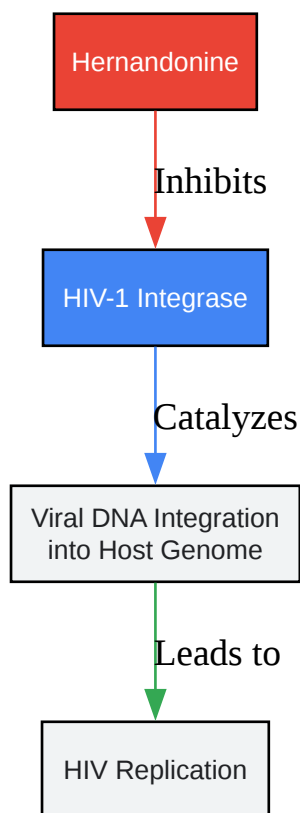 Hernandonine
Inhibits
HIV-1 Integrase
Catalyzes
Viral DNA Integration
into Host Genome
Leads to
HIV Replication